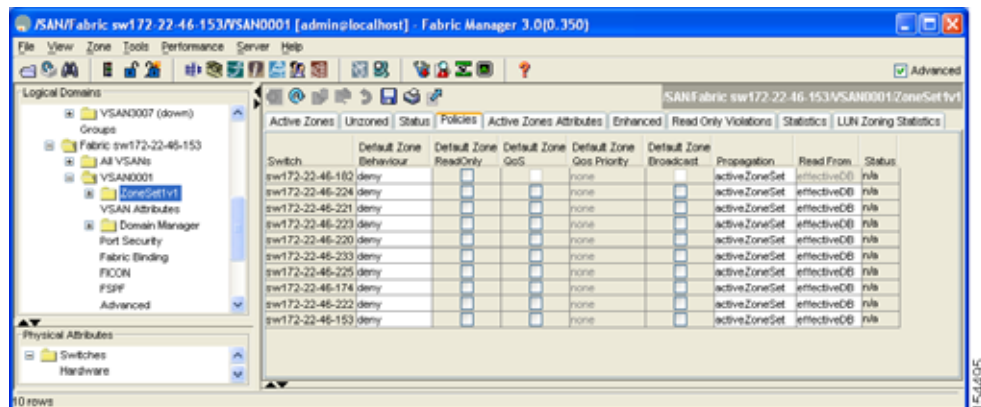 /SAN/Fabric sw172-22-46-153/VSAN0001 [admin@localhost] - Fabric Manager 3.0(0.350)
File View Zone Tools Performance Server Help
Advanced
Logical Domains
VSAN3007 (down)
Groups
Fabric sw172-22-46-153
All VSANs
VSAN0001
ZoneSet1v1
VSAN Attributes
Domain Manager
Port Security
Fabric Binding
FICON
FSPF
Advanced
Physical Attributes
Switches
Hardware
SAN/Fabric sw172-22-46-153/VSAN0001/ZoneSet1v1
Active Zones Unzoned Status Policies Active Zones Attributes Enhanced Read Only Violations Statistics LUN Zoning Statistics
Default Zone Default Zone Default Zone Default Zone Default Zone
Switch Behaviour ReadOnly QoS Qos Priority Broadcast Propagation Read From Status
sw172-22-46-182 deny none activeZoneSet effectiveDB n/a
sw172-22-46-224 deny none activeZoneSet effectiveDB n/a
sw172-22-46-221 deny none activeZoneSet effectiveDB n/a
sw172-22-46-223 deny none activeZoneSet effectiveDB n/a
sw172-22-46-220 deny none activeZoneSet effectiveDB n/a
sw172-22-46-233 deny none activeZoneSet effectiveDB n/a
sw172-22-46-225 deny none activeZoneSet effectiveDB n/a
sw172-22-46-174 deny none activeZoneSet effectiveDB n/a
sw172-22-46-222 deny none activeZoneSet effectiveDB n/a
sw172-22-46-153 deny none activeZoneSet effectiveDB n/a
10 rows
154495